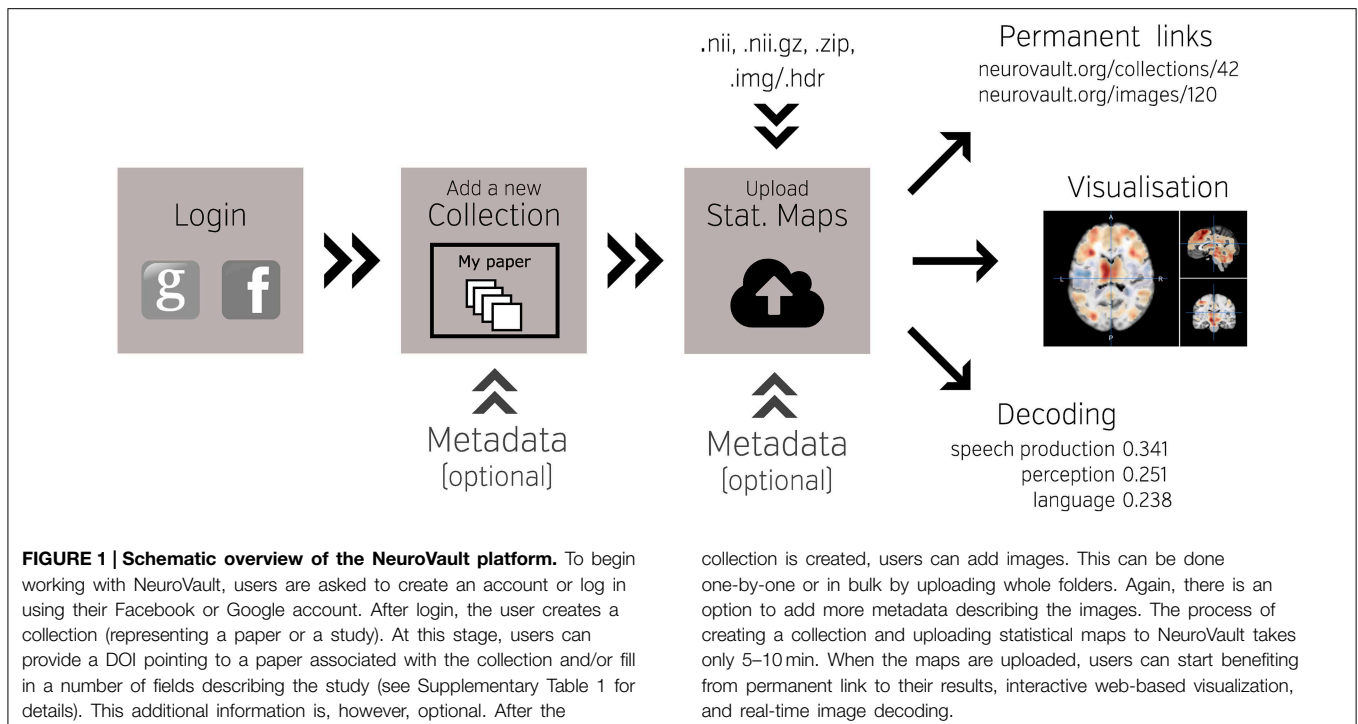 .nii, .nii.gz, .zip,
.img/.hdr
Permanent links
neurovault.org/collections/42
neurovault.org/images/120
Login
g f
Add a new
Collection
My paper
Upload
Stat. Maps
Visualisation
A
L
R
P
Metadata
(optional)
Metadata
(optional)
Decoding
speech production 0.341
perception 0.251
language 0.238
FIGURE 1 | Schematic overview of the NeuroVault platform. To begin
working with NeuroVault, users are asked to create an account or log in
using their Facebook or Google account. After login, the user creates a
collection (representing a paper or a study). At this stage, users can
provide a DOI pointing to a paper associated with the collection and/or fill
in a number of fields describing the study (see Supplementary Table 1 for
details). This additional information is, however, optional. After the
collection is created, users can add images. This can be done
one-by-one or in bulk by uploading whole folders. Again, there is an
option to add more metadata describing the images. The process of
creating a collection and uploading statistical maps to NeuroVault takes
only 5–10 min. When the maps are uploaded, users can start benefiting
from permanent link to their results, interactive web-based visualization,
and real-time image decoding.